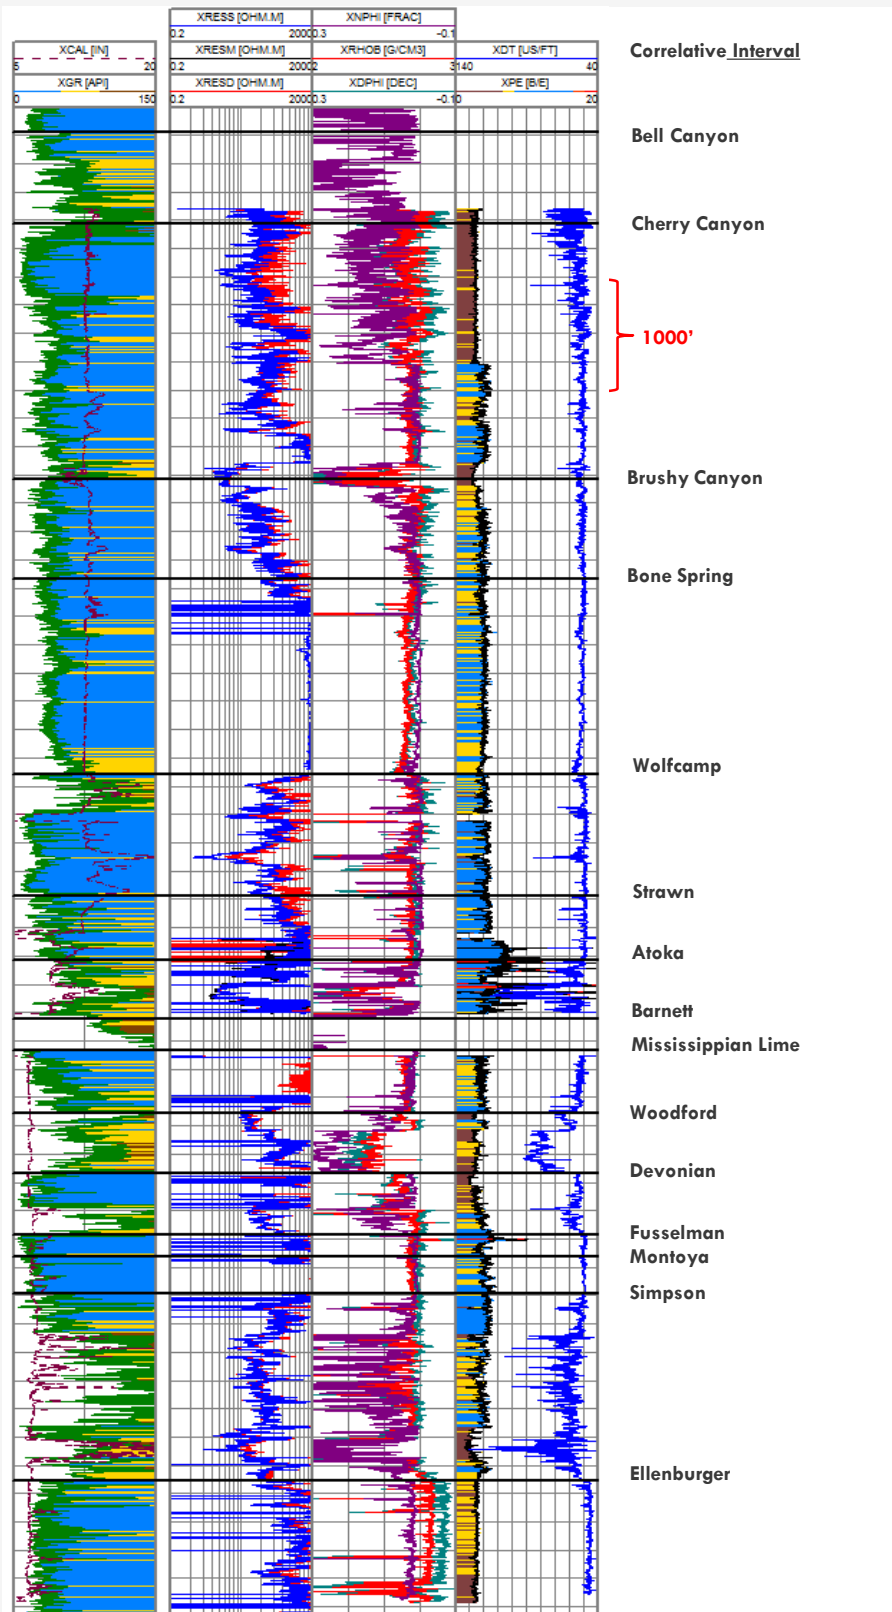 XRESS [OHM.M] XNPHI [FRAC]
0.2 2000 0.3 -0.1
XCAL [IN] XRESM [OHM.M] XRHOB [G/CM3] XDT [US/FT] Correlative Interval
6 20 0.2 2000 2 3 140 40
XGR [API] XRESD [OHM.M] XDPHI [DEC] XPE [B/E]
0 150 0.2 2000 0.3 -0.1 0 20
Bell Canyon
Cherry Canyon
1000’
Brushy Canyon
Bone Spring
Wolfcamp
Strawn
Atoka
Barnett
Mississippian Lime
Woodford
Devonian
Fusselman
Montoya
Simpson
Ellenburger